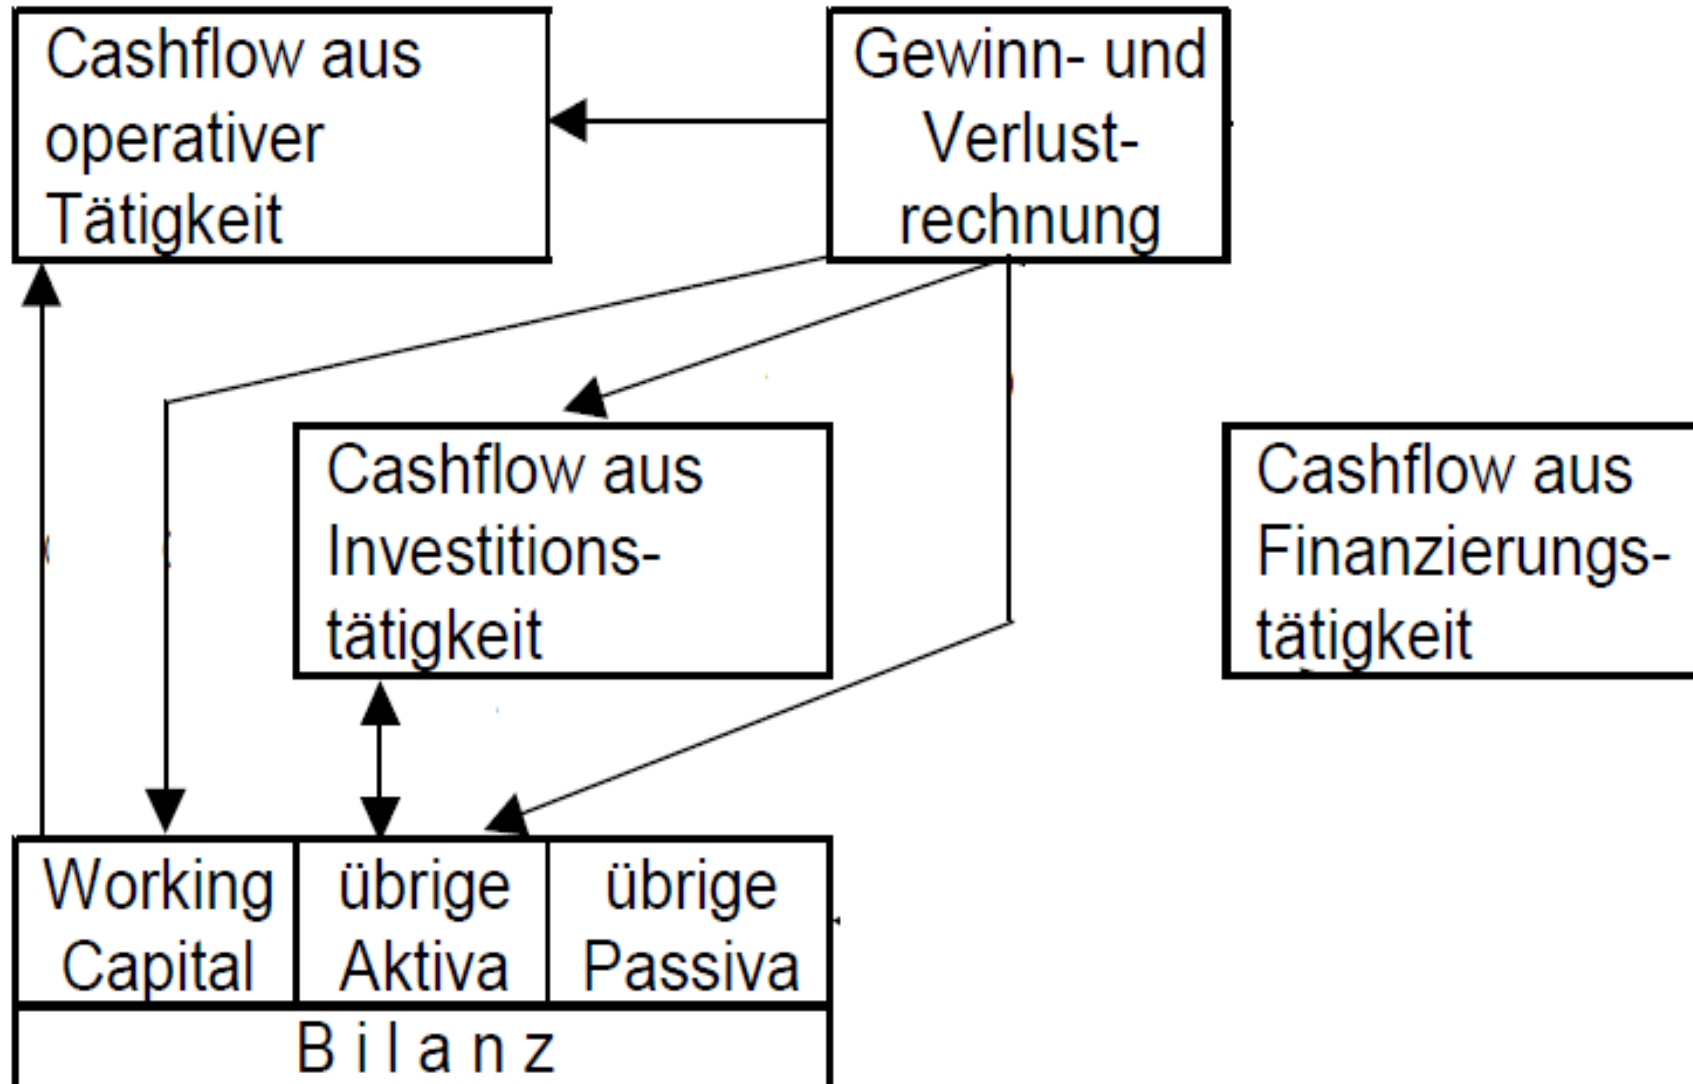 Cashflow aus
operativer
Tätigkeit
Gewinn- und
Verlust-
rechnung
Cashflow aus
Investitions-
tätigkeit
Cashflow aus
Finanzierungs-
tätigkeit
Working
Capital
übrige
Aktiva
übrige
Passiva
Bilanz